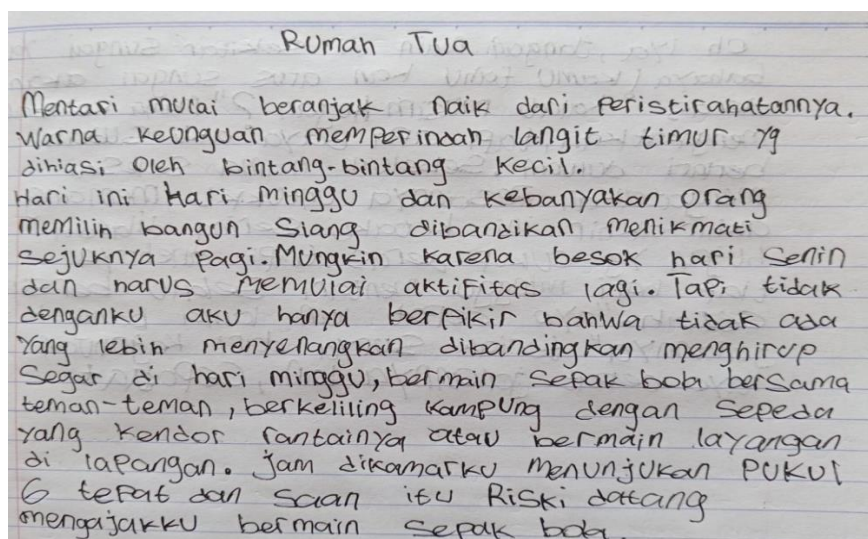 Rumah Tua
Mentari mulai beranjak naik dari peristirahatannya.
Warna keunguan memperindah langit timur yg
dihiasi oleh bintang-bintang kecil.
Hari ini Hari minggu dan kebanyakan orang
memilih bangun siang dibandikan menikmati
sejuknya pagi. Mungkin karena besok hari senin
dan harus memulai aktifitas lagi. Tapi tidak
denganku aku hanya berfikir bahwa tidak ada
yang lebih menyenangkan dibandingkan menghirup
segar di hari minggu, bermain sepak bola bersama
teman-teman, berkeliling kampung dengan sepeda
yang kendor rantainya atau bermain layangan
di lapangan. jam dikamarku menunjukan pukul
6 tepat dan saan itu Riski datang
mengajakku bermain sepak bola.